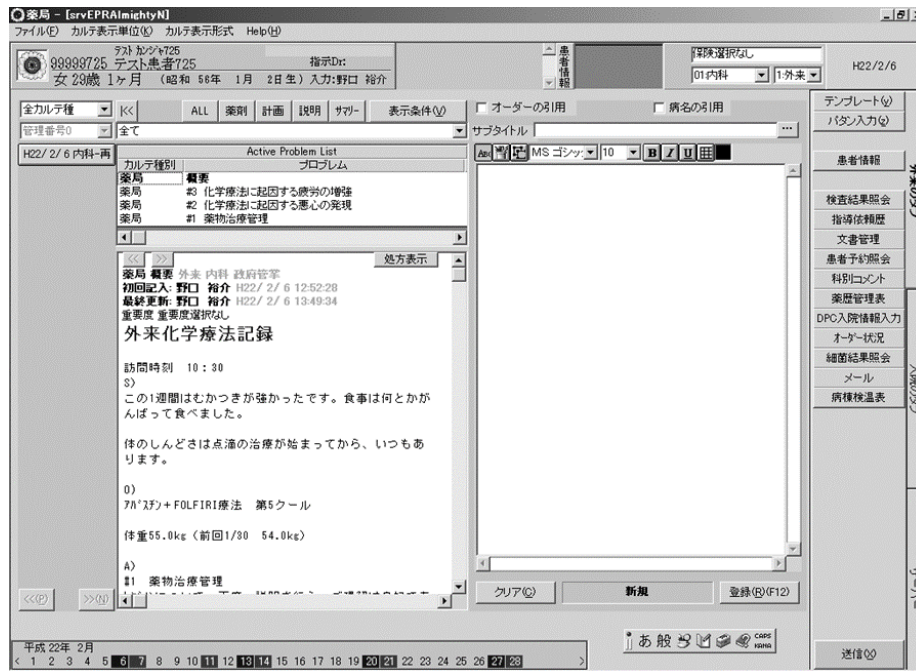 薬局 - [srvEPRAlmightyN]
ファイル(F) カルテ表示単位(K) カルテ表示形式 Help(H)
テスト カンジャ725
99999725 テスト患者725
指示Dr:
女 29歳 1ヶ月 (昭和 56年 1月 2日生) 入力:野口 裕介
患者情報
保険選択なし
01:内科
1:外来
H22/2/6
全カルテ種
K<
ALL 薬剤 計画 説明 サマリー 表示条件(V)
管理番号0
全て
H22/ 2/ 6 内科-再
Active Problem List
カルテ種別 プロブレム
薬局 概要
薬局 #3 化学療法に起因する疲労の増強
薬局 #2 化学療法に起因する悪心の発現
薬局 #1 薬物治療管理
<< >> 処方表示
薬局 概要 外来 内科 政府管掌
初回記入: 野口 裕介 H22/ 2/ 6 12:52:28
最終更新: 野口 裕介 H22/ 2/ 6 13:49:34
重要度 重要度選択なし
外来化学療法記録
訪問時刻 10:30
S)
この1週間はむかつきが強かったです。食事は何とかが
んばって食べました。
体のしんどさは点滴の治療が始まってから、いつもあ
ります。
O)
アバスチン+FOLFIRI療法 第5クール
体重55.0kg (前回1/30 54.0kg)
A)
#1 薬物治療管理
<<(P) >>(N)
オーダーの引用 病名の引用
サブタイトル
MS ゴシック 10 B I U
クリア(C) 新規 登録(R)(F12)
テンプレート(W)
パタン入力(Q)
患者情報
検査結果照会
指導依頼歴
文書管理
患者予約照会
科別コメント
薬歴管理表
DPC入院情報入力
オーダー状況
細菌結果照会
メール
病棟検温表
送信(X)
平成 22年 2月
< 1 2 3 4 5 6 7 8 9 10 11 12 13 14 15 16 17 18 19 20 21 22 23 24 25 26 27 28 >
あ 般 CAPS KANA